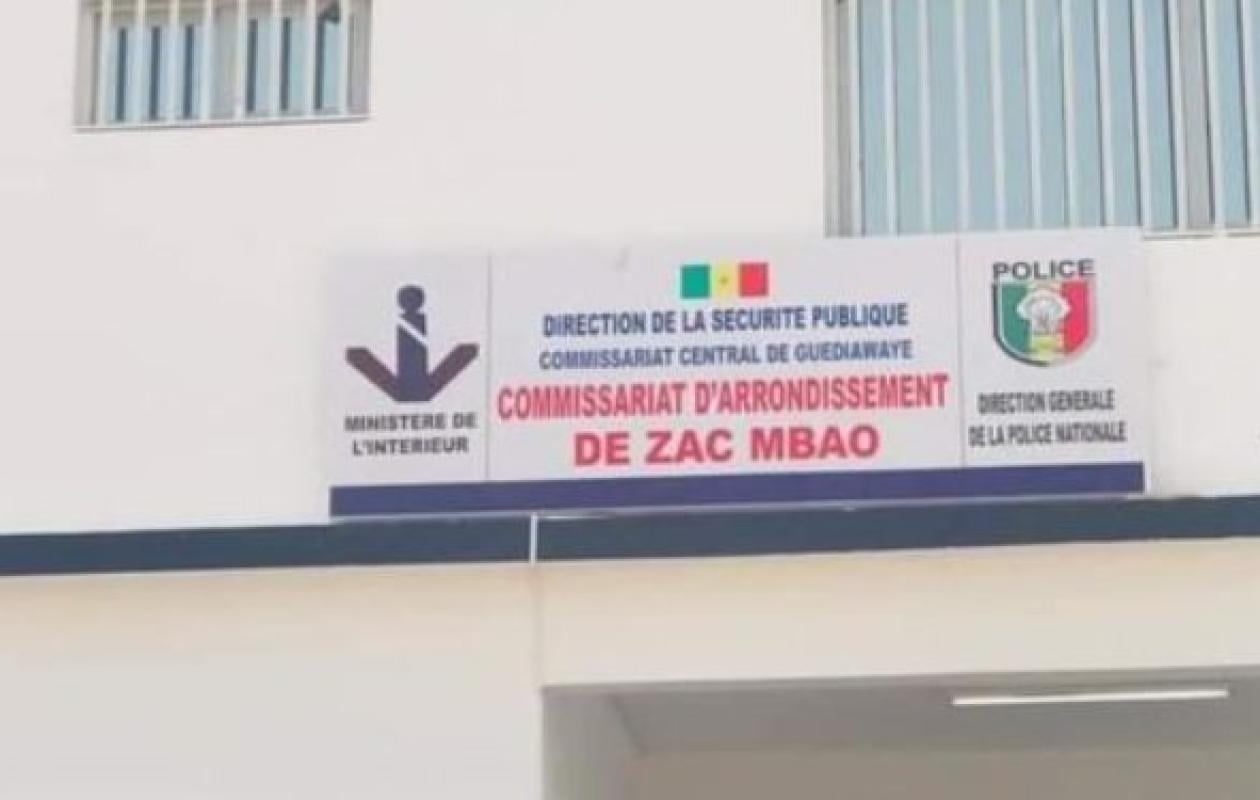 MINISTERE DE
L'INTERIEUR
DIRECTION DE LA SECURITE PUBLIQUE
COMMISSARIAT CENTRAL DE GUEDIAWAYE
COMMISSARIAT D'ARRONDISSEMENT
DE ZAC MBAO
POLICE
DIRECTION GENERALE
DE LA POLICE NATIONALE